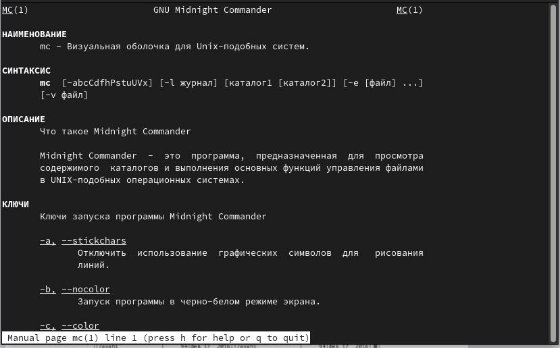 MC(1) GNU Midnight Commander MC(1)
НАИМЕНОВАНИЕ
mc - Визуальная оболочка для Unix-подобных систем.
СИНТАКСИС
mc [-abcCdfhPstuUVx] [-l журнал] [каталог1 [каталог2]] [-e [файл] ...]
[-v файл]
ОПИСАНИЕ
Что такое Midnight Commander
Midnight Commander - это программа, предназначенная для просмотра
содержимого каталогов и выполнения основных функций управления файлами
в UNIX-подобных операционных системах.
КЛЮЧИ
Ключи запуска программы Midnight Commander
-a, --stickchars
Отключить использование графических символов для рисования
линий.
-b, --nocolor
Запуск программы в черно-белом режиме экрана.
-c, --color
Manual page mc(1) line 1 (press h for help or q to quit)